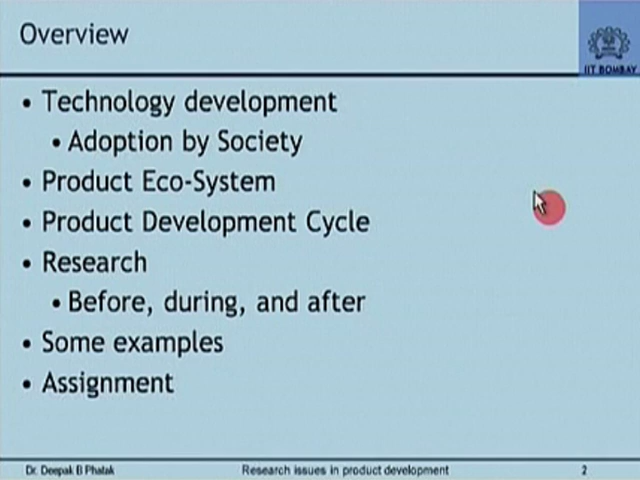 Overview
IIT BOMBAY
• Technology development
• Adoption by Society
• Product Eco-System
• Product Development Cycle
• Research
• Before, during, and after
• Some examples
• Assignment
Dr. Deepak B Phatak
Research issues in product development
2